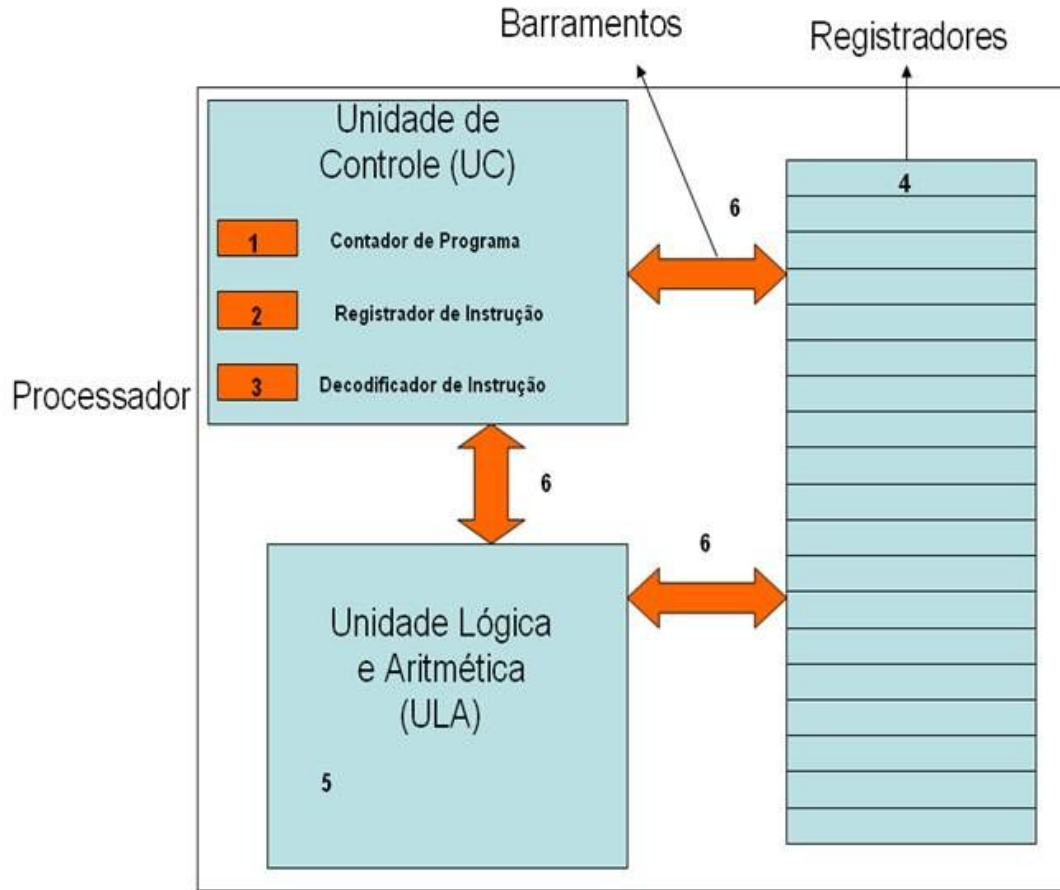 Barramentos
Registradores
Unidade de
Controle (UC)
4
6
1 Contador de Programa
2 Registrador de Instrução
3 Decodificador de Instrução
Processador
6
6
Unidade Lógica
e Aritmética
(ULA)
5